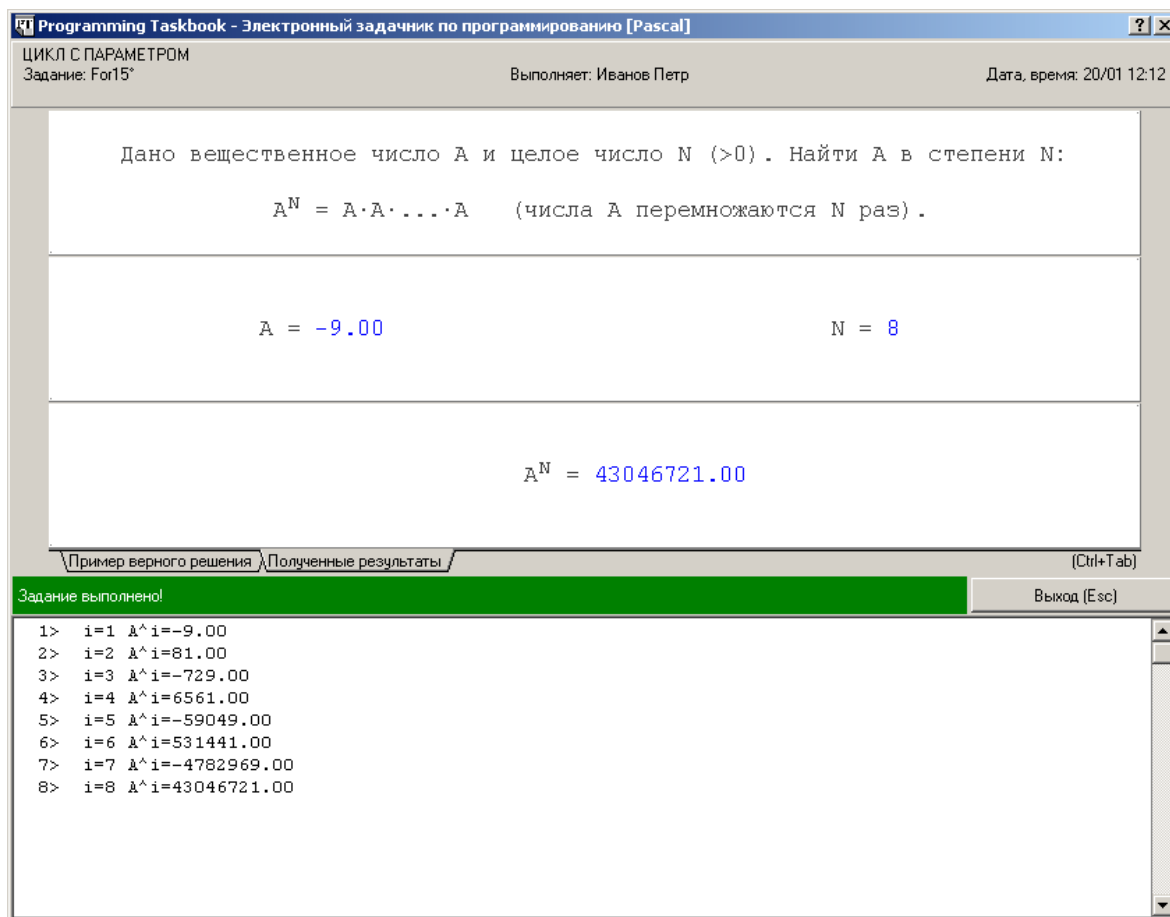 Programming Taskbook - Электронный задачник по программированию [Pascal]
ЦИКЛ С ПАРАМЕТРОМ
Задание: For15° Выполняет: Иванов Петр Дата, время: 20/01 12:12
Дано вещественное число A и целое число N (>0). Найти A в степени N:
A^N = A·A·...·A (числа A перемножаются N раз).
A = -9.00 N = 8
A^N = 43046721.00
Пример верного решения Полученные результаты (Ctrl+Tab)
Задание выполнено! Выход (Esc)
1> i=1 A^i=-9.00
2> i=2 A^i=81.00
3> i=3 A^i=-729.00
4> i=4 A^i=6561.00
5> i=5 A^i=-59049.00
6> i=6 A^i=531441.00
7> i=7 A^i=-4782969.00
8> i=8 A^i=43046721.00